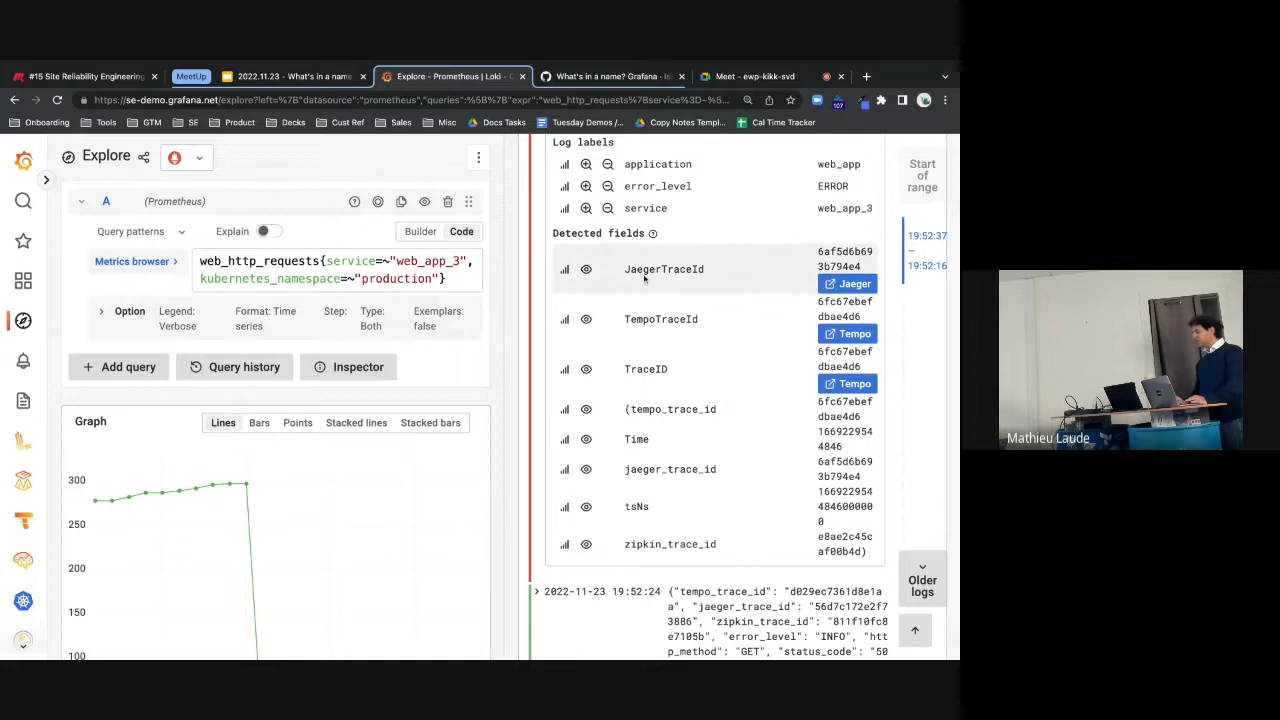 #15 Site Reliability Engineering
MeetUp
2022.11.23 - What's in a name
Explore - Prometheus | Loki -
What's in a name? Grafana - Is
Meet - ewp-kikk-svd
https://se-demo.grafana.net/explore?left=%7B"datasource":"prometheus","queries":%5B%7B"expr":"web_http_requests%7Bservice%3D~%5...
107
Onboarding
Tools
GTM
SE
Product
Decks
Cust Ref
Sales
Misc
Docs Tasks
Tuesday Demos /...
Copy Notes Templ...
Cal Time Tracker
Explore
A
(Prometheus)
Query patterns
Explain
Builder
Code
Metrics browser >
web_http_requests{service=~"web_app_3",
kubernetes_namespace=~"production"}
Option
Legend:
Verbose
Format: Time
series
Step:
Type:
Both
Exemplars:
false
+ Add query
Query history
Inspector
Graph
Lines
Bars
Points
Stacked lines
Stacked bars
300
250
200
150
100
Log labels
application
web_app
error_level
ERROR
service
web_app_3
Detected fields
JaegerTraceId
6af5d6b69
3b794e4
Jaeger
TempoTraceId
6fc67ebef
dbae4d6
Tempo
TraceID
6fc67ebef
dbae4d6
Tempo
(tempo_trace_id
6fc67ebef
dbae4d6
Time
166922954
4846
jaeger_trace_id
6af5d6b69
3b794e4
tsNs
166922954
484600000
0
zipkin_trace_id
e8ae2c45c
af00b4d)
2022-11-23 19:52:24 {"tempo_trace_id": "d029ec7361d8e1a
a", "jaeger_trace_id": "56d7c172e2f7
3886", "zipkin_trace_id": "811f10fc8
e7105b", "error_level": "INFO", "htt
p_method": "GET", "status_code": "50
Start
of
range
19:52:37
—
19:52:16
Older
logs
Mathieu Laude